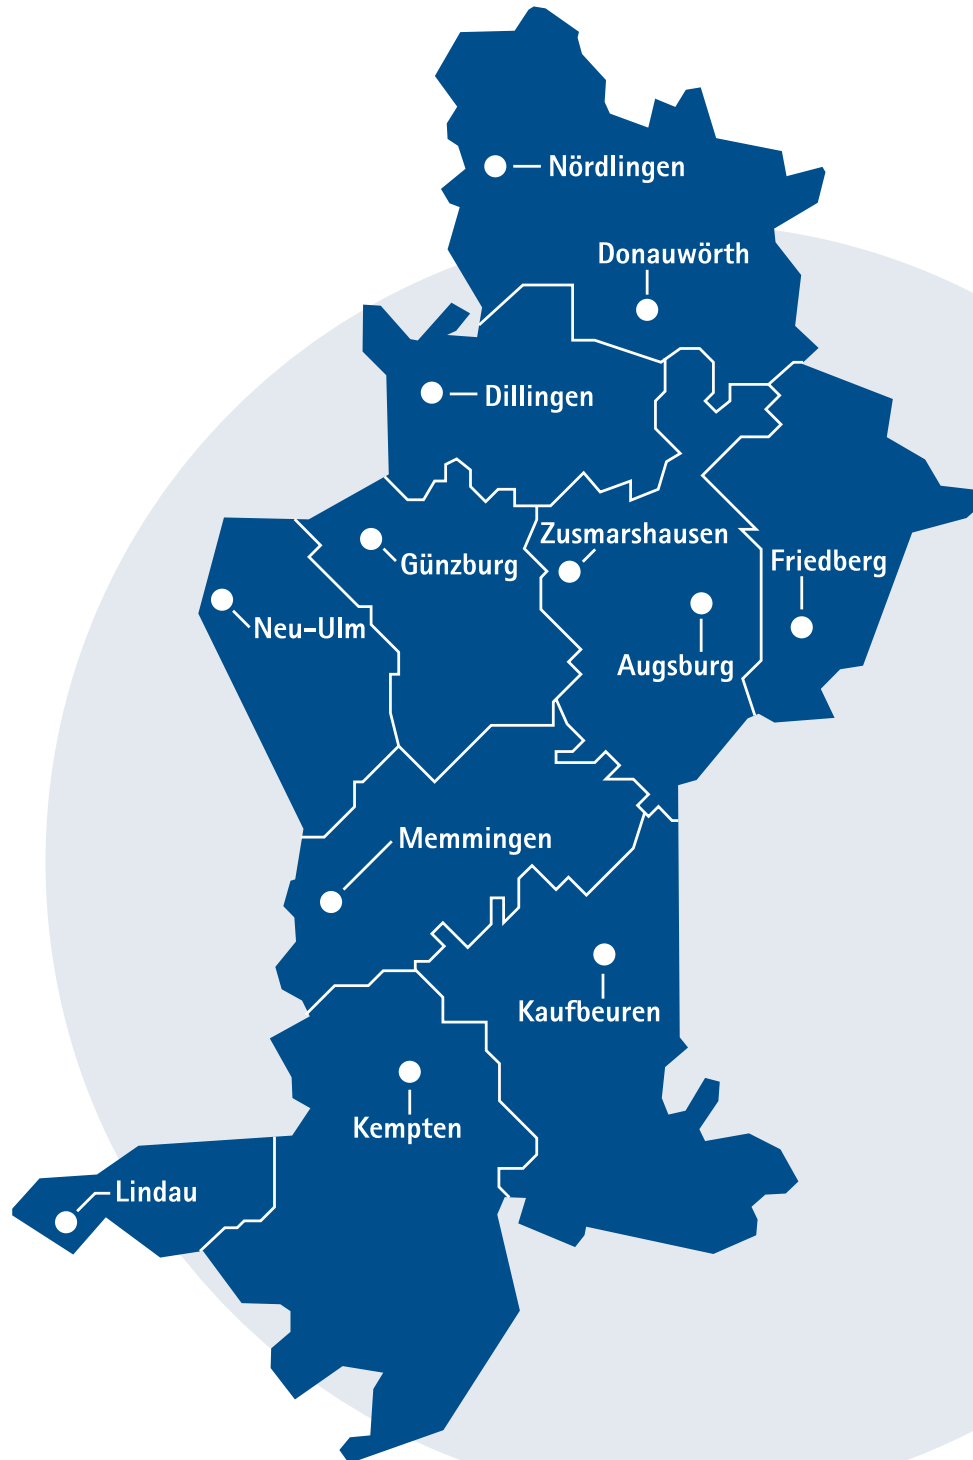 Nördlingen
Donauwörth
Dillingen
Zusmarshausen
Günzburg
Friedberg
Neu-Ulm
Augsburg
Memmingen
Kaufbeuren
Kempten
Lindau